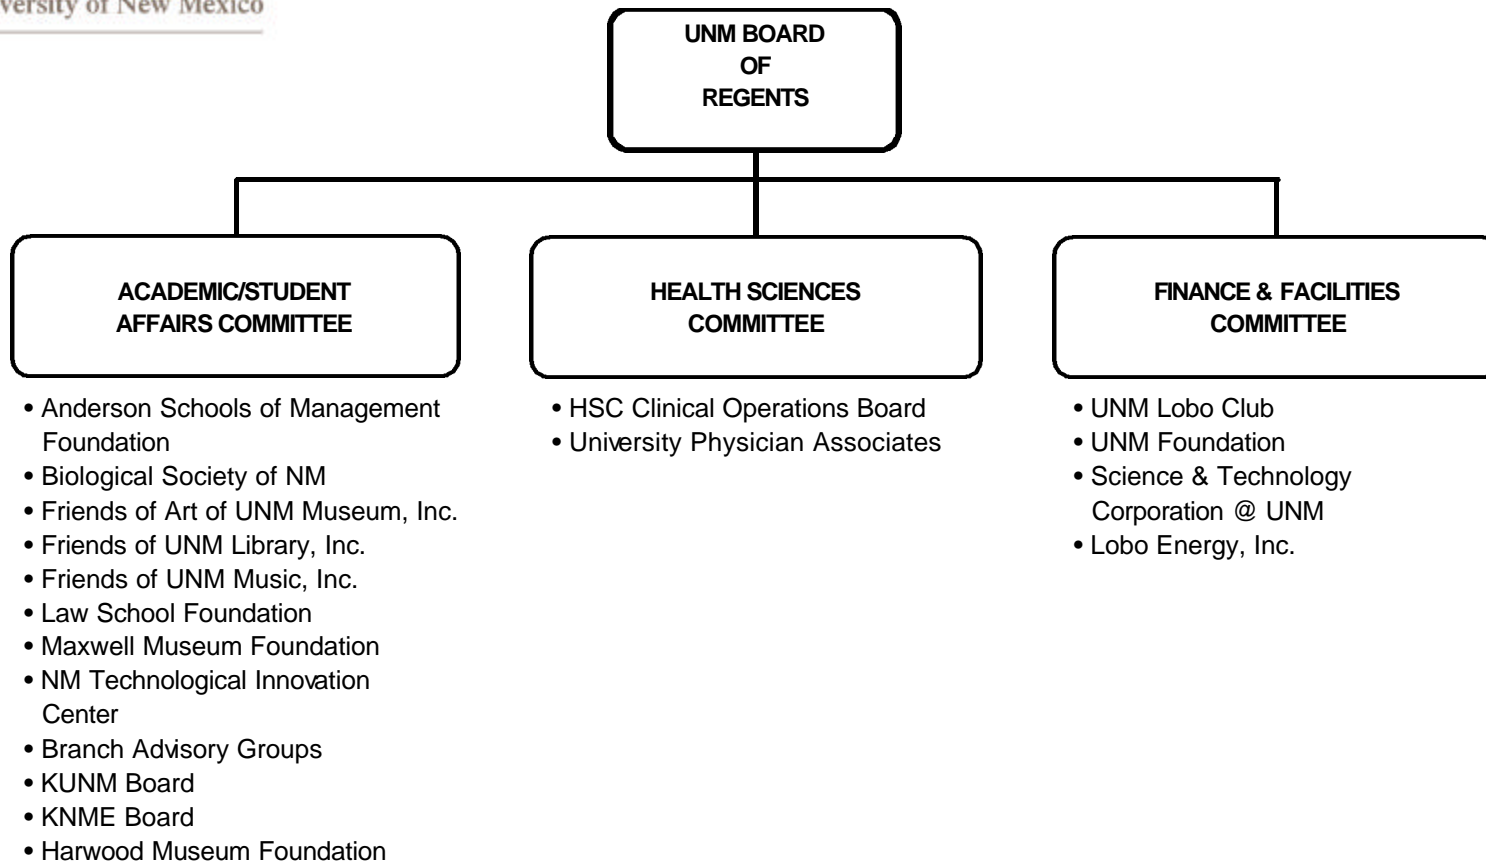 of New Mexico
UNM BOARD
OF
REGENTS
ACADEMIC/STUDENT
AFFAIRS COMMITTEE
HEALTH SCIENCES
COMMITTEE
FINANCE & FACILITIES
COMMITTEE
• Anderson Schools of Management
Foundation
• Biological Society of NM
• Friends of Art of UNM Museum, Inc.
• Friends of UNM Library, Inc.
• Friends of UNM Music, Inc.
• Law School Foundation
• Maxwell Museum Foundation
• NM Technological Innovation
Center
• Branch Advisory Groups
• KUNM Board
• KNME Board
• Harwood Museum Foundation
• HSC Clinical Operations Board
• University Physician Associates
• UNM Lobo Club
• UNM Foundation
• Science & Technology
Corporation @ UNM
• Lobo Energy, Inc.